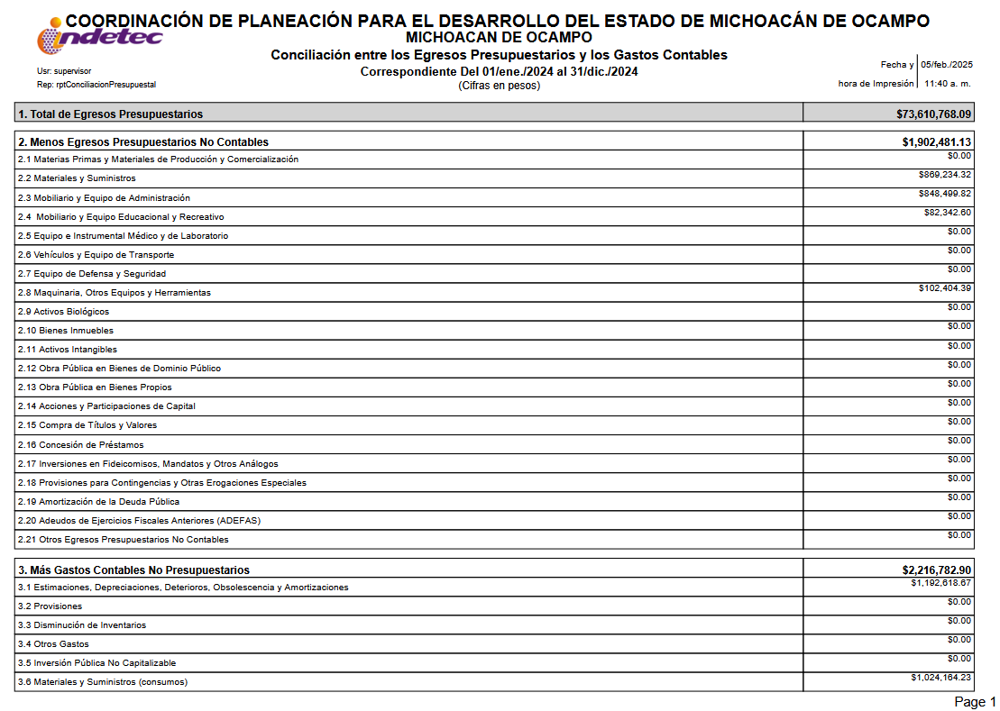 COORDINACIÓN DE PLANEACIÓN PARA EL DESARROLLO DEL ESTADO DE MICHOACÁN DE OCAMPO
indetec
MICHOACAN DE OCAMPO
Conciliación entre los Egresos Presupuestarios y los Gastos Contables
Usr: supervisor
Correspondiente Del 01/ene./2024 al 31/dic./2024
Fecha y 05/feb./2025
Rep: rptConciliacionPresupuestal
(Cifras en pesos)
hora de Impresión 11:40 a. m.
1. Total de Egresos Presupuestarios $73,610,768.09
2. Menos Egresos Presupuestarios No Contables $1,902,481.13
2.1 Materias Primas y Materiales de Producción y Comercialización $0.00
2.2 Materiales y Suministros $869,234.32
2.3 Mobiliario y Equipo de Administración $848,499.82
2.4 Mobiliario y Equipo Educacional y Recreativo $82,342.60
2.5 Equipo e Instrumental Médico y de Laboratorio $0.00
2.6 Vehículos y Equipo de Transporte $0.00
2.7 Equipo de Defensa y Seguridad $0.00
2.8 Maquinaria, Otros Equipos y Herramientas $102,404.39
2.9 Activos Biológicos $0.00
2.10 Bienes Inmuebles $0.00
2.11 Activos Intangibles $0.00
2.12 Obra Pública en Bienes de Dominio Público $0.00
2.13 Obra Pública en Bienes Propios $0.00
2.14 Acciones y Participaciones de Capital $0.00
2.15 Compra de Títulos y Valores $0.00
2.16 Concesión de Préstamos $0.00
2.17 Inversiones en Fideicomisos, Mandatos y Otros Análogos $0.00
2.18 Provisiones para Contingencias y Otras Erogaciones Especiales $0.00
2.19 Amortización de la Deuda Pública $0.00
2.20 Adeudos de Ejercicios Fiscales Anteriores (ADEFAS) $0.00
2.21 Otros Egresos Presupuestarios No Contables $0.00
3. Más Gastos Contables No Presupuestarios $2,216,782.90
3.1 Estimaciones, Depreciaciones, Deterioros, Obsolescencia y Amortizaciones $1,192,618.67
3.2 Provisiones $0.00
3.3 Disminución de Inventarios $0.00
3.4 Otros Gastos $0.00
3.5 Inversión Pública No Capitalizable $0.00
3.6 Materiales y Suministros (consumos) $1,024,164.23
Page 1